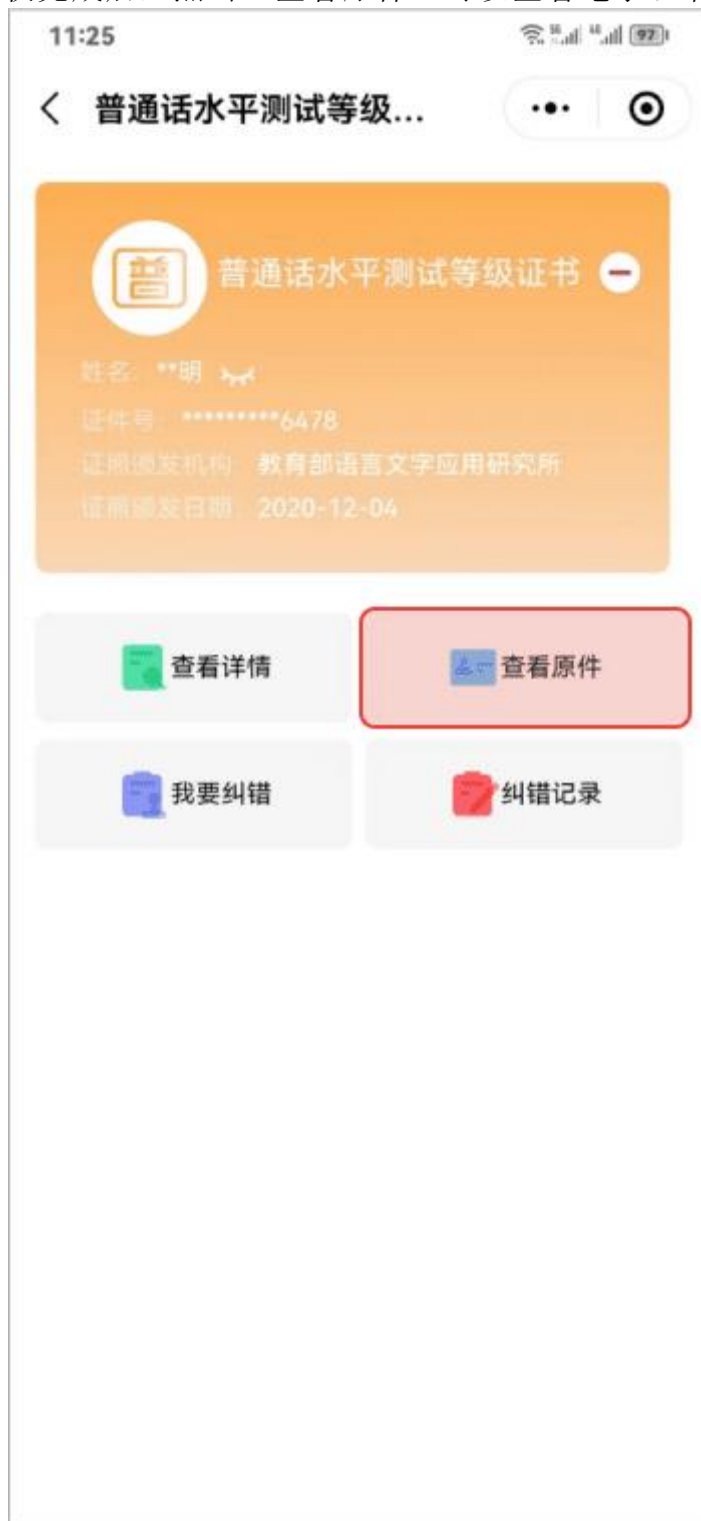 11:25
97
普通话水平测试等级...
普
普通话水平测试等级证书
姓名: **明
证件号: *********6478
证照颁发机构: 教育部语言文字应用研究所
证照颁发日期: 2020-12-04
查看详情
查看原件
我要纠错
纠错记录